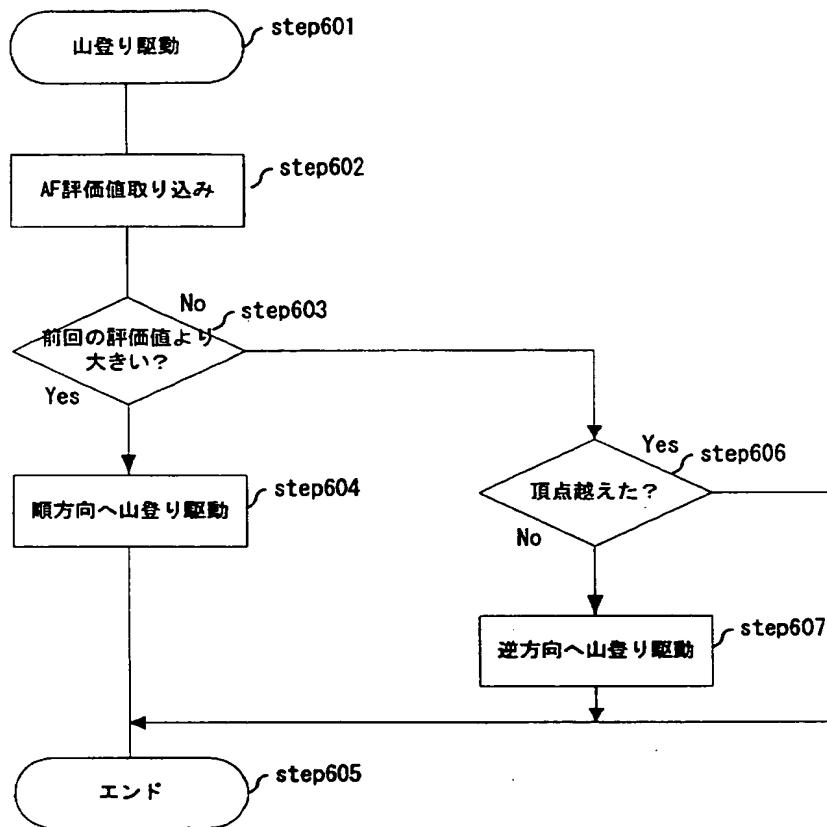 山登り駆動
step601
AF評価値取り込み
step602
No
step603
前回の評価値より
大きい?
Yes
Yes
step606
頂点越えた?
No
順方向へ山登り駆動
step604
逆方向へ山登り駆動
step607
エンド
step605